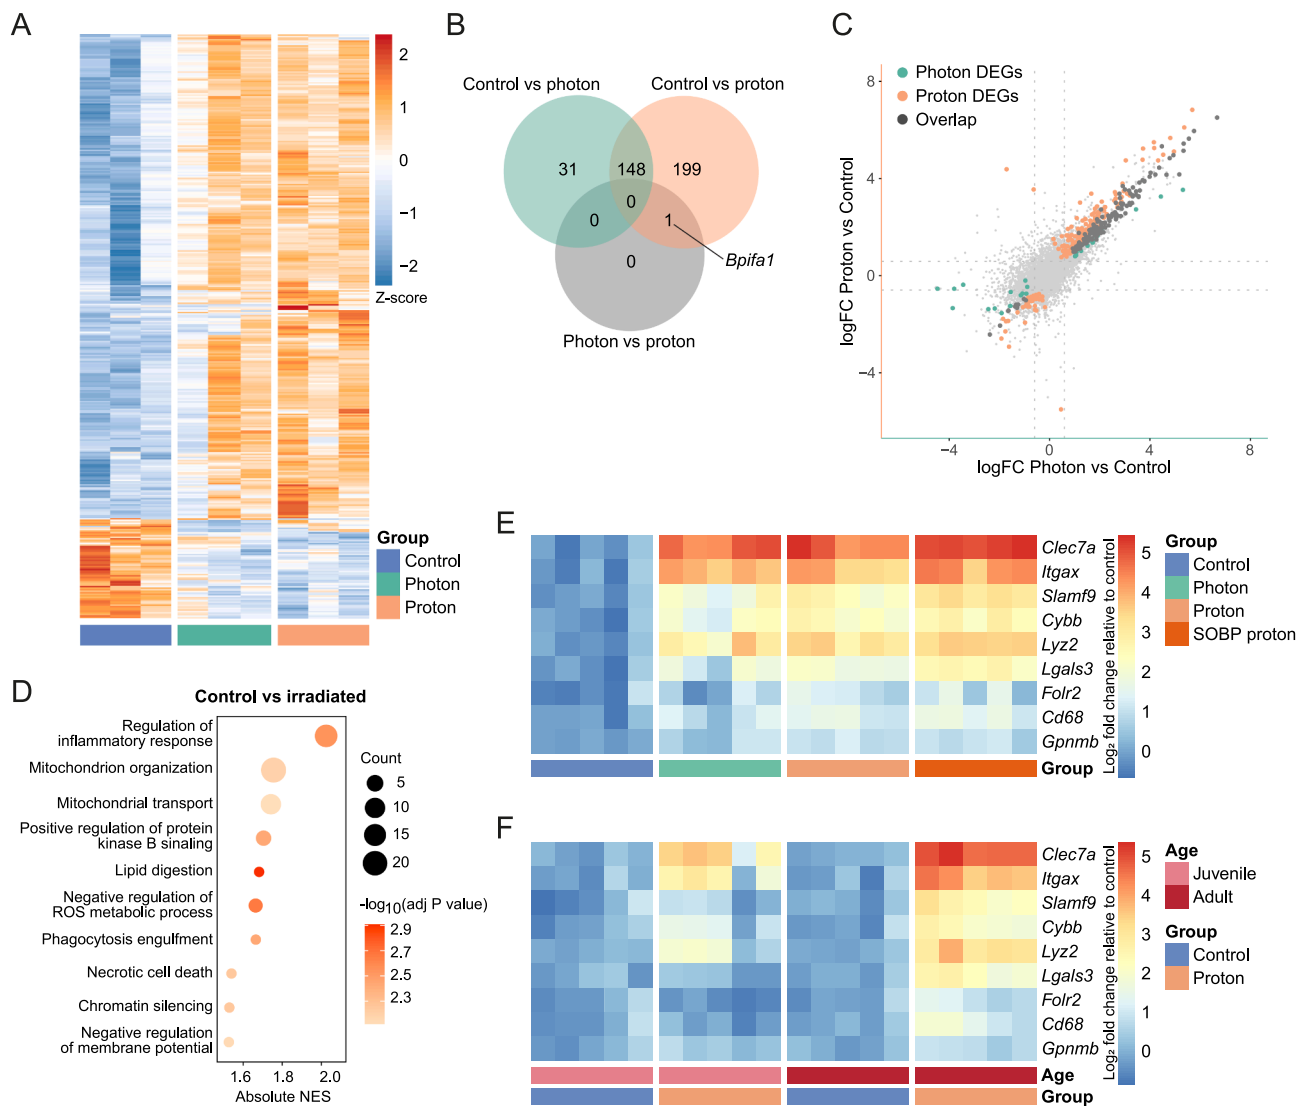 A
2
1
0
−1
−2
Z-score
Group
Control
Photon
Proton
B
Control vs photon
Control vs proton
31
148
199
0
0
1
Bpifa1
0
Photon vs proton
C
Photon DEGs
Proton DEGs
Overlap
logFC Proton vs Control
8
4
0
−4
−4
0
4
8
logFC Photon vs Control
D
Control vs irradiated
Regulation of
inflammatory response
Mitochondrion organization
Mitochondrial transport
Positive regulation of protein
kinase B sinaling
Lipid digestion
Negative regulation of
ROS metabolic process
Phagocytosis engulfment
Necrotic cell death
Chromatin silencing
Negative regulation
of membrane potential
1.6
1.8
2.0
Absolute NES
Count
5
10
15
20
-log10(adj P value)
2.9
2.7
2.5
2.3
E
Clec7a
Itgax
Slamf9
Cybb
Lyz2
Lgals3
Folr2
Cd68
Gpnmb
Group
Log₂ fold change relative to control
5
4
3
2
1
0
Group
Control
Photon
Proton
SOBP proton
F
Clec7a
Itgax
Slamf9
Cybb
Lyz2
Lgals3
Folr2
Cd68
Gpnmb
Age
Group
Log₂ fold change relative to control
5
4
3
2
1
0
Age
Juvenile
Adult
Group
Control
Proton